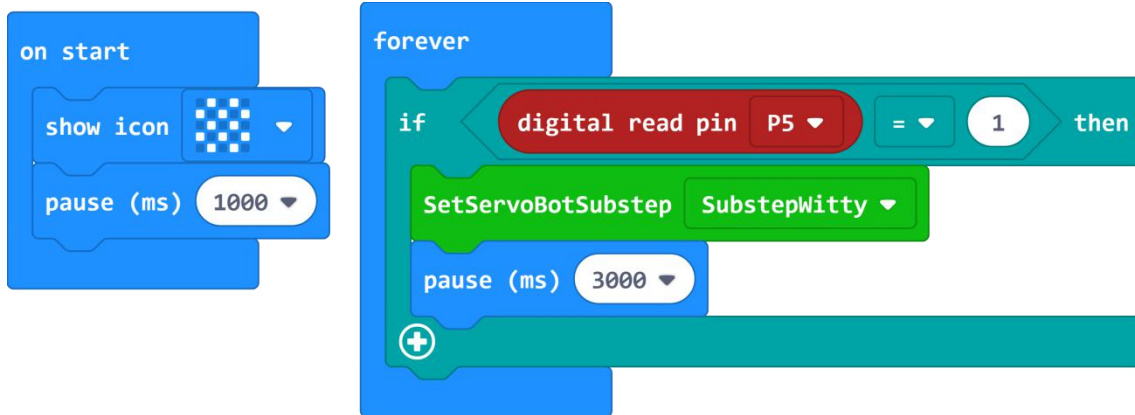 on start
show icon
pause (ms) 1000
forever
if digital read pin P5 = 1 then
SetServoBotSubstep SubstepWitty
pause (ms) 3000